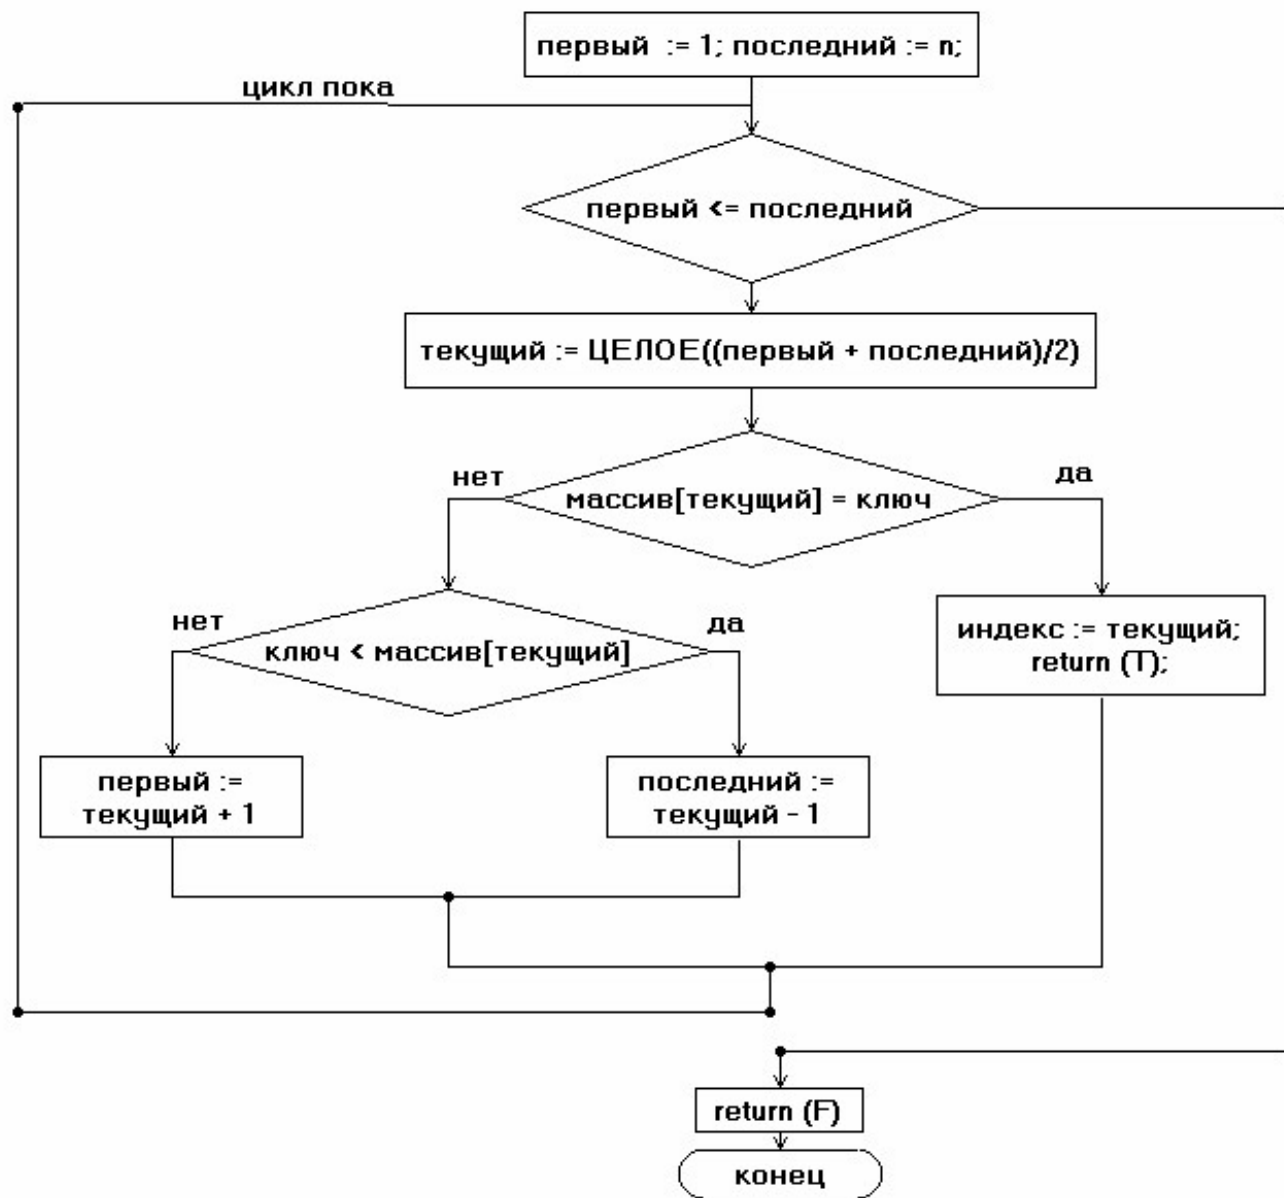 первый := 1; последний := n;
цикл пока
первый <= последний
текущий := ЦЕЛОЕ((первый + последний)/2)
нет
да
массив[текущий] = ключ
нет
да
ключ < массив[текущий]
индекс := текущий;
return (T);
первый :=
текущий + 1
последний :=
текущий - 1
return (F)
конец